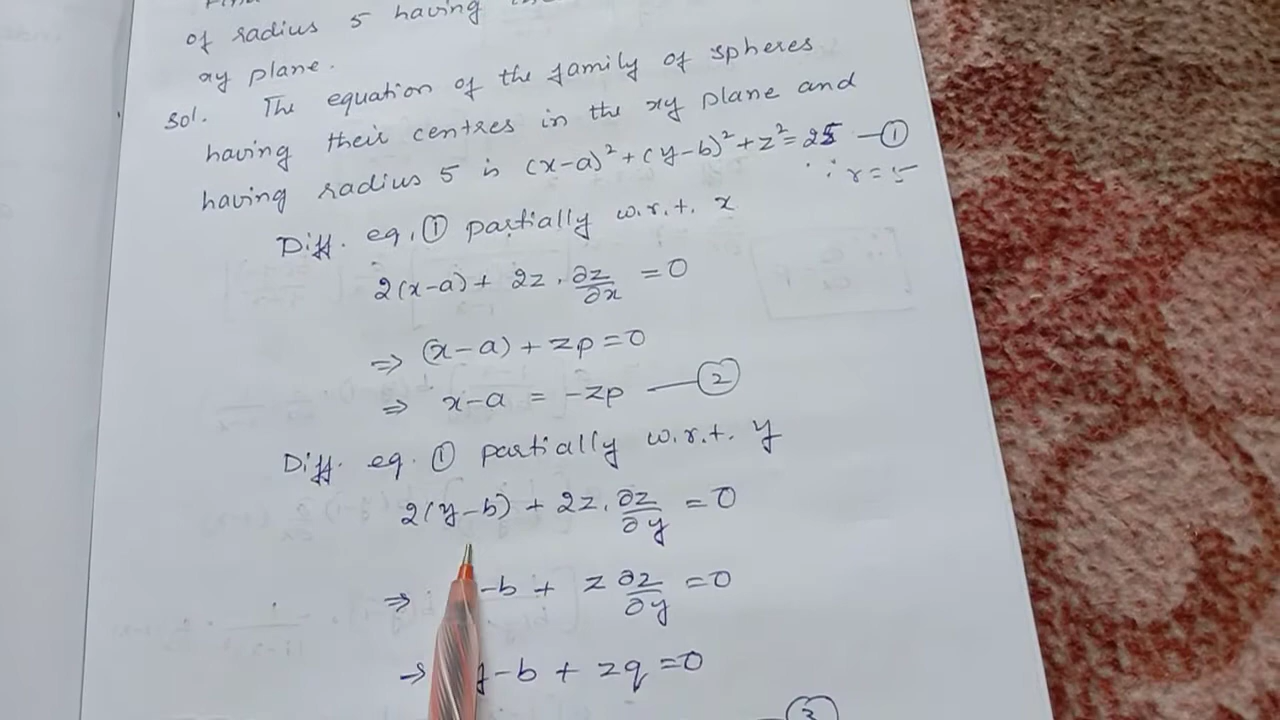 of radius 5 having
xy plane.
Sol. The equation of the family of spheres
having their centres in the xy plane and
having radius 5 is (x-a)² + (y-b)² + z² = 25 — ①
∵ r = 5
Diff. eq. ① partially w.r.t. x
2(x-a) + 2z . ∂z/∂x = 0
⇒ (x-a) + zp = 0
⇒ x-a = -zp — ②
Diff. eq. ① partially w.r.t. y
2(y-b) + 2z . ∂z/∂y = 0
⇒ -b + z ∂z/∂y = 0
→ y-b + zq = 0
— ③